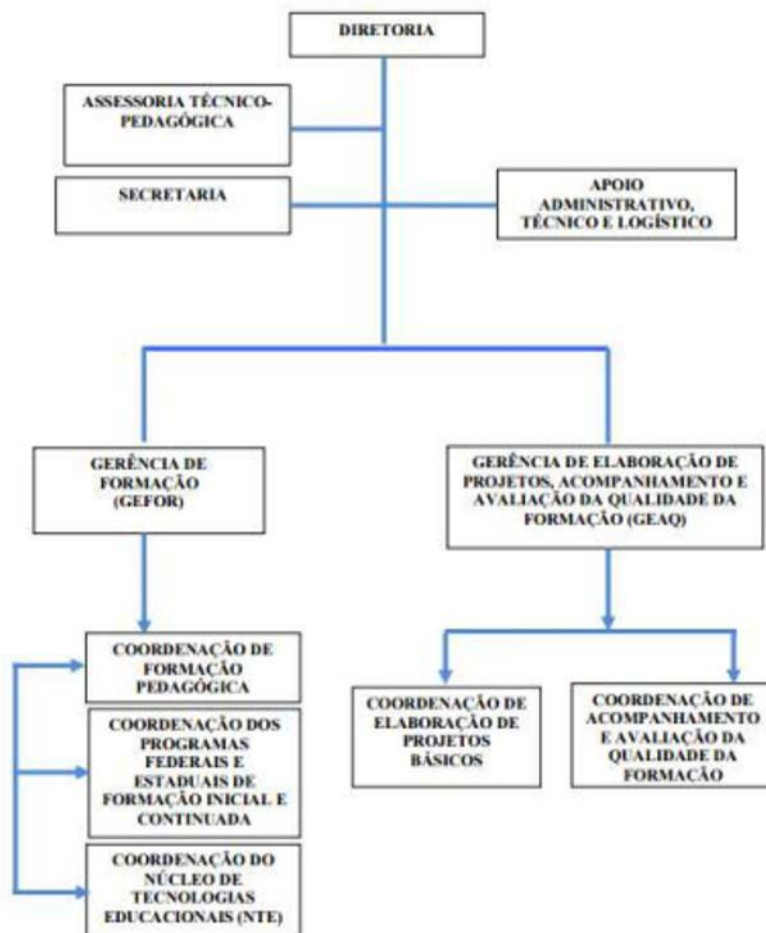 DIRETORIA
ASSESSORIA TÉCNICO-
PEDAGÓGICA
SECRETARIA
APOIO
ADMINISTRATIVO,
TÉCNICO E LOGÍSTICO
GERÊNCIA DE
FORMAÇÃO
(GEFOR)
GERÊNCIA DE ELABORAÇÃO DE
PROJETOS, ACOMPANHAMENTO E
AVALIAÇÃO DA QUALIDADE DA
FORMAÇÃO (GEAQ)
COORDENAÇÃO DE
FORMAÇÃO
PEDAGÓGICA
COORDENAÇÃO DOS
PROGRAMAS
FEDERAIS E
ESTADUAIS DE
FORMAÇÃO INICIAL E
CONTINUADA
COORDENAÇÃO DO
NÚCLEO DE
TECNOLOGIAS
EDUCACIONAIS (NTE)
COORDENAÇÃO DE
ELABORAÇÃO DE
PROJETOS
BÁSICOS
COORDENAÇÃO DE
ACOMPANHAMENTO
E AVALIAÇÃO DA
QUALIDADE DA
FORMAÇÃO